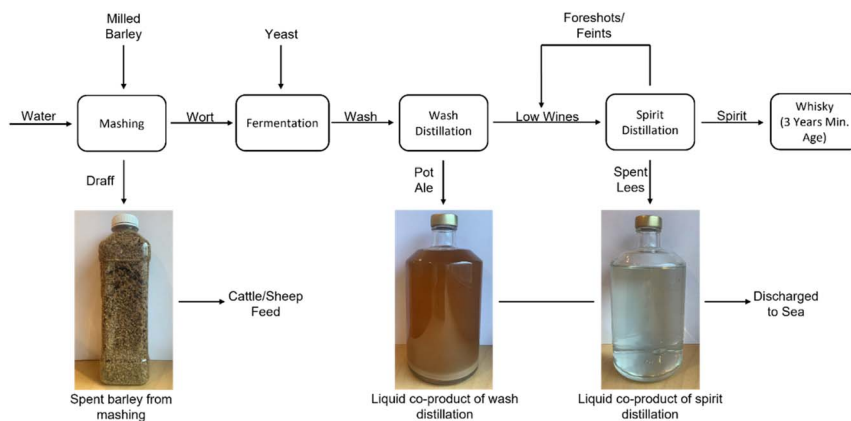 Milled
Barley
Yeast
Foreshots/
Feints
Water
Mashing
Wort
Fermentation
Wash
Wash
Distillation
Low Wines
Spirit
Distillation
Spirit
Whisky
(3 Years Min.
Age)
Draff
Pot
Ale
Spent
Lees
Cattle/Sheep
Feed
Discharged
to Sea
Spent barley from
mashing
Liquid co-product of wash
distillation
Liquid co-product of spirit
distillation